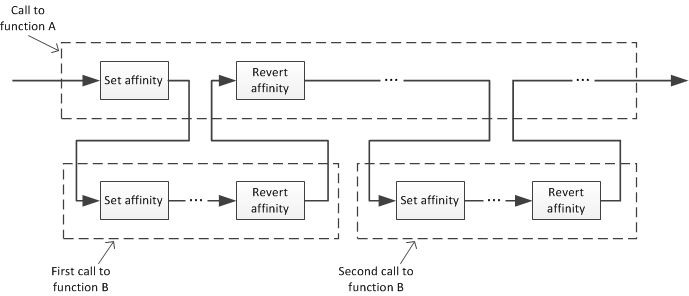 Call to
function A
Set affinity
Revert
affinity
...
...
Set affinity
...
Revert
affinity
Set affinity
...
Revert
affinity
First call to
function B
Second call to
function B